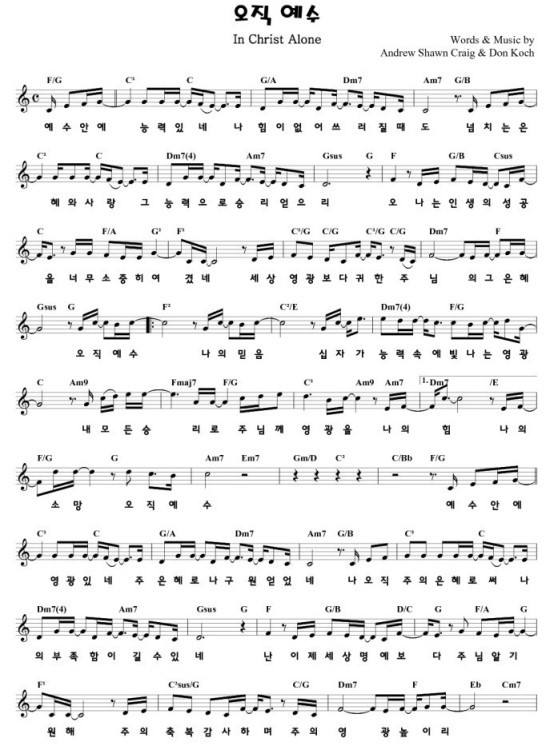 오직 예수
In Christ Alone
Words & Music by
Andrew Shawn Craig & Don Koch
F/G C² C G/A Dm7 Am7 G/B
예수안에 능력있네 나힘이없어쓰러질때도 넘치는은
C² C Dm7(4) Am7 Gsus G F G/B Csus
혜와사랑 그능력으로승리얻으리 오나는인생의성공
C F/A G² F² C³/G C/G C³/G C/G Dm7 F
을너무소중히여겼네 세상영광보다귀한주님의그은혜
Gsus G F² C²/E Dm7(4) F/G
오직예수 나의믿음 십자가능력속에빛나는영광
C Am9 Fmaj7 F/G C³ Am9 Am7 1. Dm7 /E
내모든승리로주님께영광을나의힘 나의
F/G G Am7 Em7 Gm/D C² C/Bb F/G
소망 오직예수 예수안에
C³ C G/A Dm7 Am7 G/B C³ C
영광있네 주은혜로나구원얻었네 나오직주의은혜로써나
Dm7(4) Am7 Gsus G F G/B D/C G F/A G
의부족함이길수있네 난이제세상명예보다주님알기
F² C³sus/G C/G Dm7 F Eb Cm7
원해 주의축복감사하며주의영광높이리